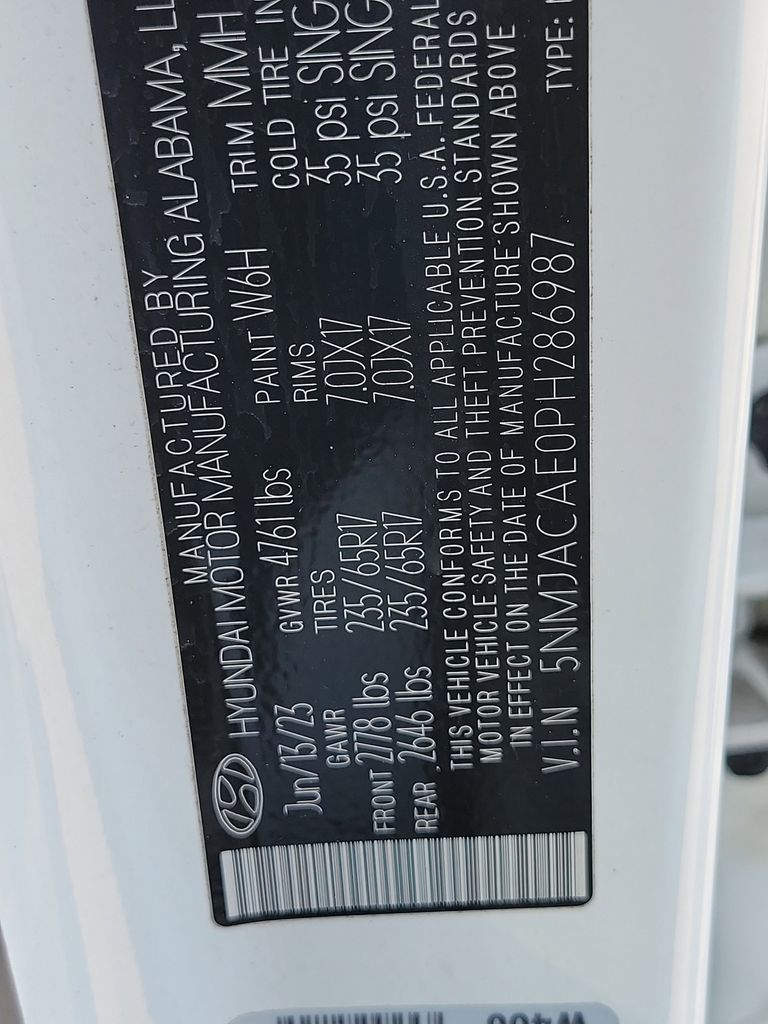 MANUFACTURED BY
HYUNDAI MOTOR MANUFACTURING ALABAMA, LL
Jun/13/23 GVWR 4761 lbs PAINT W6H TRIM MMH
GAWR TIRES RIMS COLD TIRE IN
FRONT 2778 lbs 235/65R17 7.0JX17 35 psi SING
REAR 2646 lbs 235/65R17 7.0JX17 35 psi SING
THIS VEHICLE CONFORMS TO ALL APPLICABLE U.S.A. FEDERAL
MOTOR VEHICLE SAFETY AND THEFT PREVENTION STANDARDS
IN EFFECT ON THE DATE OF MANUFACTURE SHOWN ABOVE
V.I.N 5NMJACAE0PH286987 TYPE: